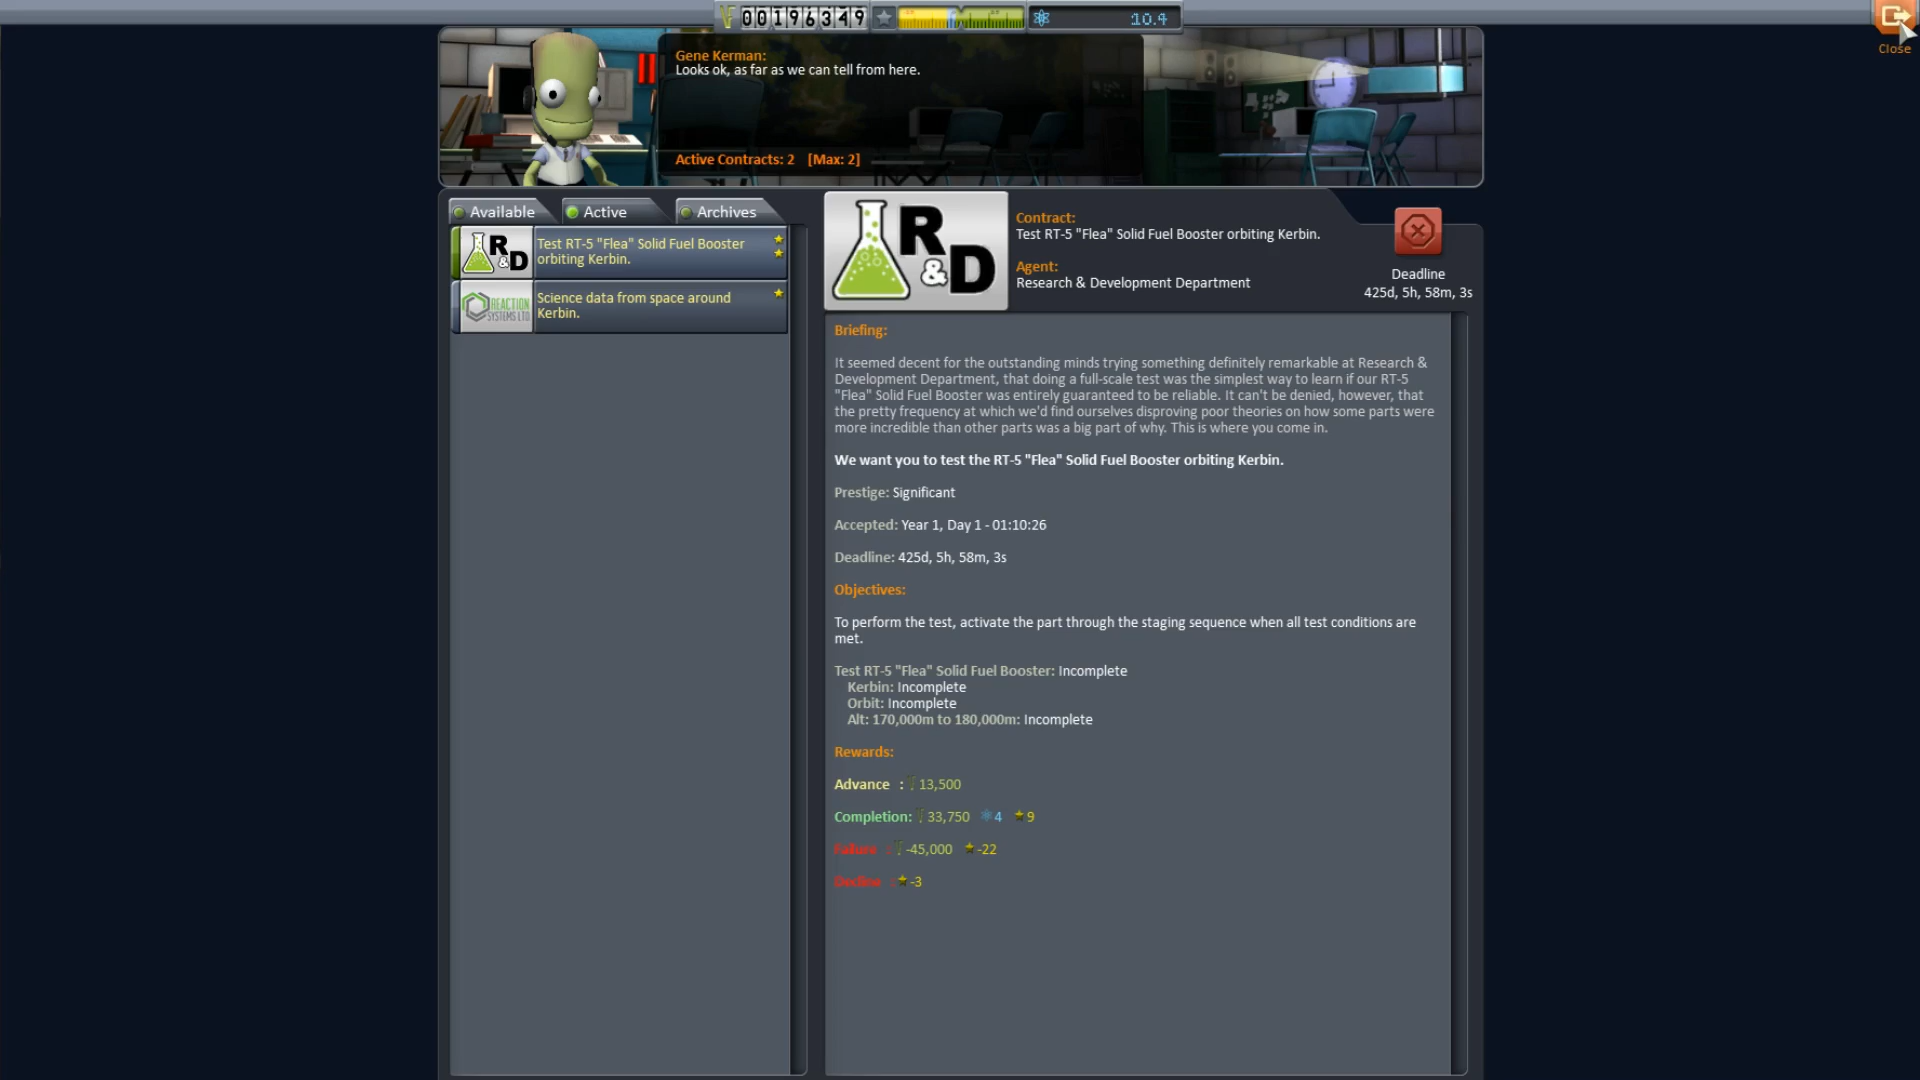 00196349
10.4
Close
Gene Kerman:
Looks ok, as far as we can tell from here.
Active Contracts: 2 [Max: 2]
Available
Active
Archives
R&D
Test RT-5 "Flea" Solid Fuel Booster
orbiting Kerbin.
REACTION
SYSTEMS LTD.
Science data from space around
Kerbin.
R&D
Contract:
Test RT-5 "Flea" Solid Fuel Booster orbiting Kerbin.
Agent:
Research & Development Department
Deadline
425d, 5h, 58m, 3s
Briefing:
It seemed decent for the outstanding minds trying something definitely remarkable at Research &
Development Department, that doing a full-scale test was the simplest way to learn if our RT-5
"Flea" Solid Fuel Booster was entirely guaranteed to be reliable. It can't be denied, however, that
the pretty frequency at which we'd find ourselves disproving poor theories on how some parts were
more incredible than other parts was a big part of why. This is where you come in.
We want you to test the RT-5 "Flea" Solid Fuel Booster orbiting Kerbin.
Prestige: Significant
Accepted: Year 1, Day 1 - 01:10:26
Deadline: 425d, 5h, 58m, 3s
Objectives:
To perform the test, activate the part through the staging sequence when all test conditions are
met.
Test RT-5 "Flea" Solid Fuel Booster: Incomplete
Kerbin: Incomplete
Orbit: Incomplete
Alt: 170,000m to 180,000m: Incomplete
Rewards:
Advance : 13,500
Completion: 33,750 4 9
Failure : -45,000 -22
Decline : -3